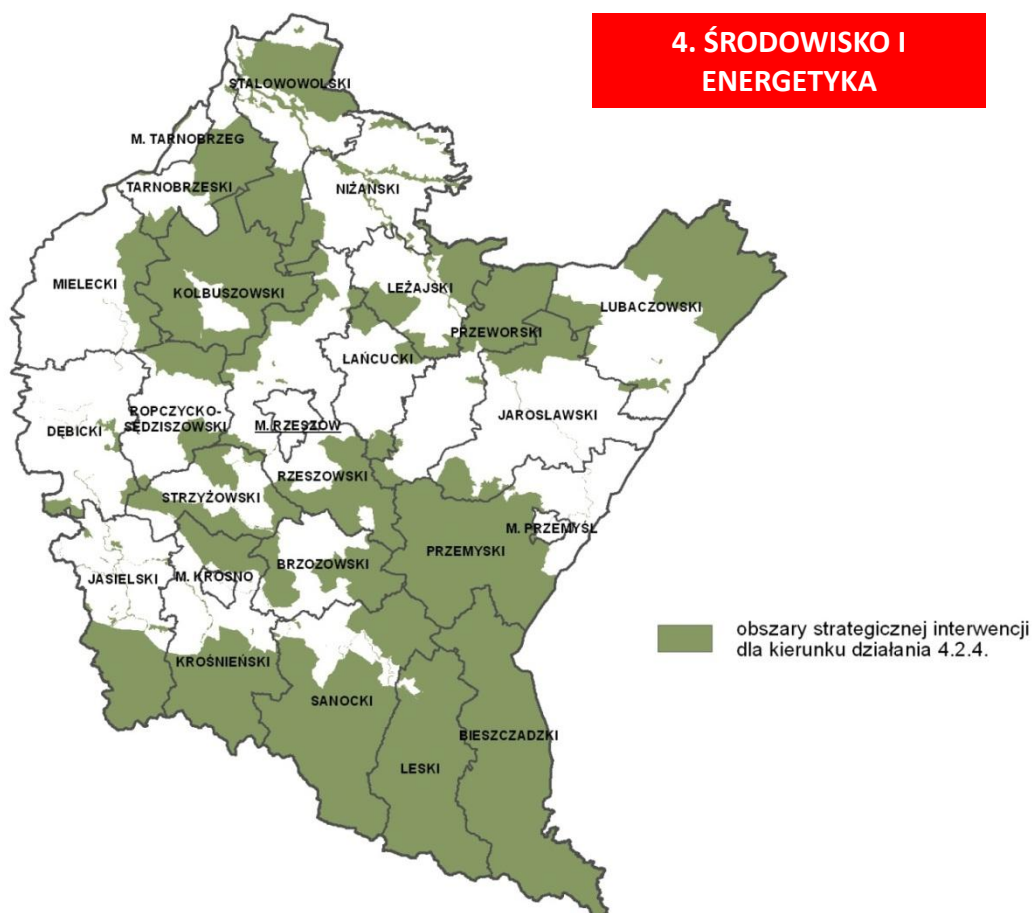 4. ŚRODOWISKO I
ENERGETYKA
STALOWOWOLSKI
M. TARNOBRZEG
TARNOBRZESKI
NIŻAŃSKI
MIELECKI
KOLBUSZOWSKI
LEŻAJSKI
LUBACZOWSKI
PRZEWORSKI
ŁAŃCUCKI
ROPCZYCKO-
SĘDZISZOWSKI
DĘBICKI
M. RZESZÓW
JAROSŁAWSKI
RZESZOWSKI
STRZYŻOWSKI
M. PRZEMYŚL
PRZEMYSKI
BRZOZOWSKI
JASIELSKI
M. KROSNO
obszary strategicznej interwencji
dla kierunku działania 4.2.4.
KROŚNIEŃSKI
SANOCKI
BIESZCZADZKI
LESKI